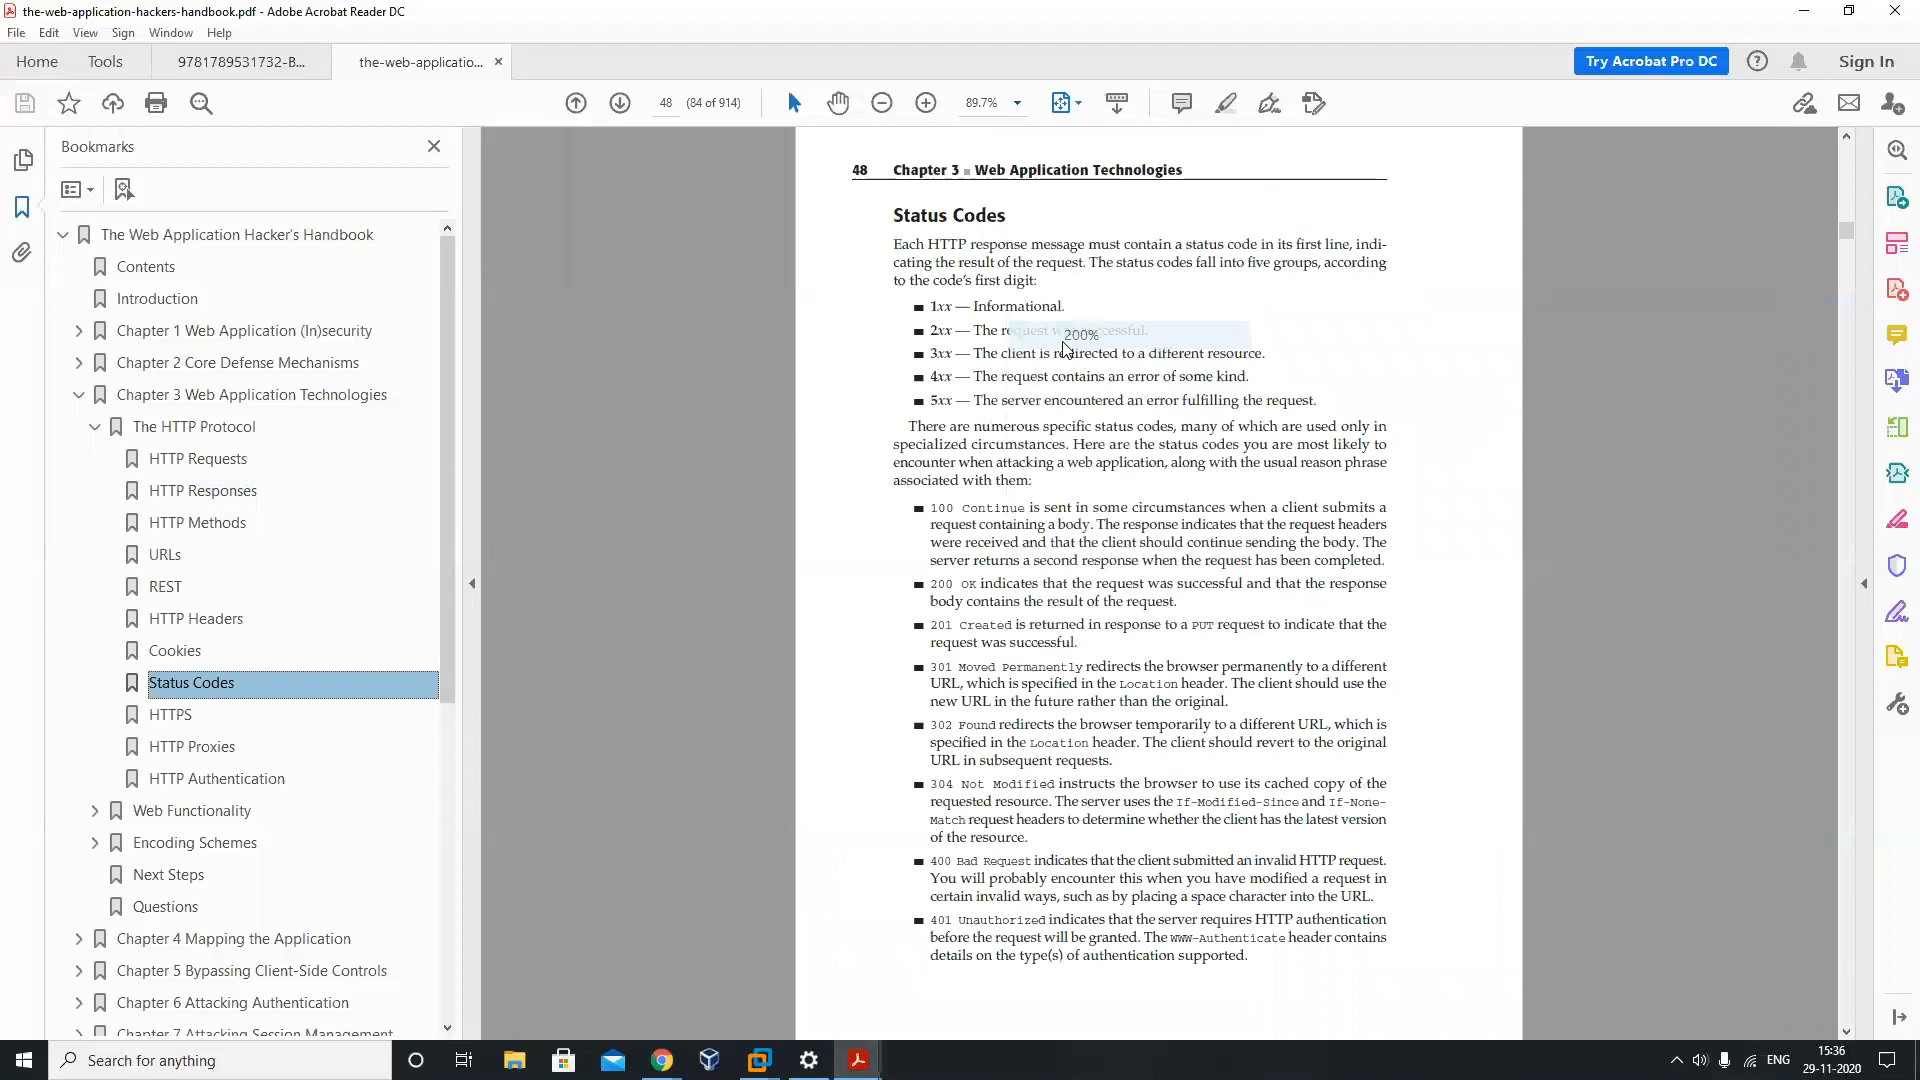 the-web-application-hackers-handbook.pdf - Adobe Acrobat Reader DC
File Edit View Sign Window Help
Home Tools 9781789531732-B... the-web-applicatio... Try Acrobat Pro DC Sign In
48 (84 of 914) 89.7%
Bookmarks
The Web Application Hacker's Handbook
Contents
Introduction
Chapter 1 Web Application (In)security
Chapter 2 Core Defense Mechanisms
Chapter 3 Web Application Technologies
The HTTP Protocol
HTTP Requests
HTTP Responses
HTTP Methods
URLs
REST
HTTP Headers
Cookies
Status Codes
HTTPS
HTTP Proxies
HTTP Authentication
Web Functionality
Encoding Schemes
Next Steps
Questions
Chapter 4 Mapping the Application
Chapter 5 Bypassing Client-Side Controls
Chapter 6 Attacking Authentication
Chapter 7 Attacking Session Management
48 Chapter 3 ■ Web Application Technologies
Status Codes
Each HTTP response message must contain a status code in its first line, indi-
cating the result of the request. The status codes fall into five groups, according
to the code's first digit:
■ 1xx — Informational.
■ 2xx — The request was successful.
200%
■ 3xx — The client is redirected to a different resource.
■ 4xx — The request contains an error of some kind.
■ 5xx — The server encountered an error fulfilling the request.
There are numerous specific status codes, many of which are used only in
specialized circumstances. Here are the status codes you are most likely to
encounter when attacking a web application, along with the usual reason phrase
associated with them:
■ 100 Continue is sent in some circumstances when a client submits a
request containing a body. The response indicates that the request headers
were received and that the client should continue sending the body. The
server returns a second response when the request has been completed.
■ 200 OK indicates that the request was successful and that the response
body contains the result of the request.
■ 201 Created is returned in response to a PUT request to indicate that the
request was successful.
■ 301 Moved Permanently redirects the browser permanently to a different
URL, which is specified in the Location header. The client should use the
new URL in the future rather than the original.
■ 302 Found redirects the browser temporarily to a different URL, which is
specified in the Location header. The client should revert to the original
URL in subsequent requests.
■ 304 Not Modified instructs the browser to use its cached copy of the
requested resource. The server uses the If-Modified-Since and If-None-
Match request headers to determine whether the client has the latest version
of the resource.
■ 400 Bad Request indicates that the client submitted an invalid HTTP request.
You will probably encounter this when you have modified a request in
certain invalid ways, such as by placing a space character into the URL.
■ 401 Unauthorized indicates that the server requires HTTP authentication
before the request will be granted. The WWW-Authenticate header contains
details on the type(s) of authentication supported.
Search for anything
ENG
15:36
29-11-2020